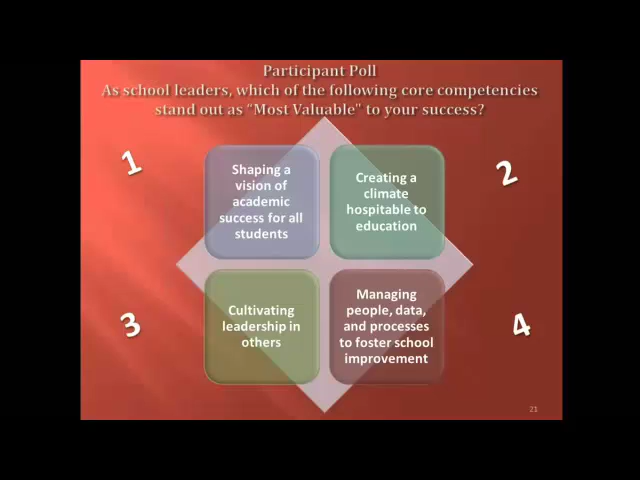 Participant Poll
As school leaders, which of the following core competencies
stand out as “Most Valuable” to your success?
1
Shaping a
vision of
academic
success for all
students
Creating a
climate
hospitable to
education
2
3
Cultivating
leadership in
others
Managing
people, data,
and processes
to foster school
improvement
4
21